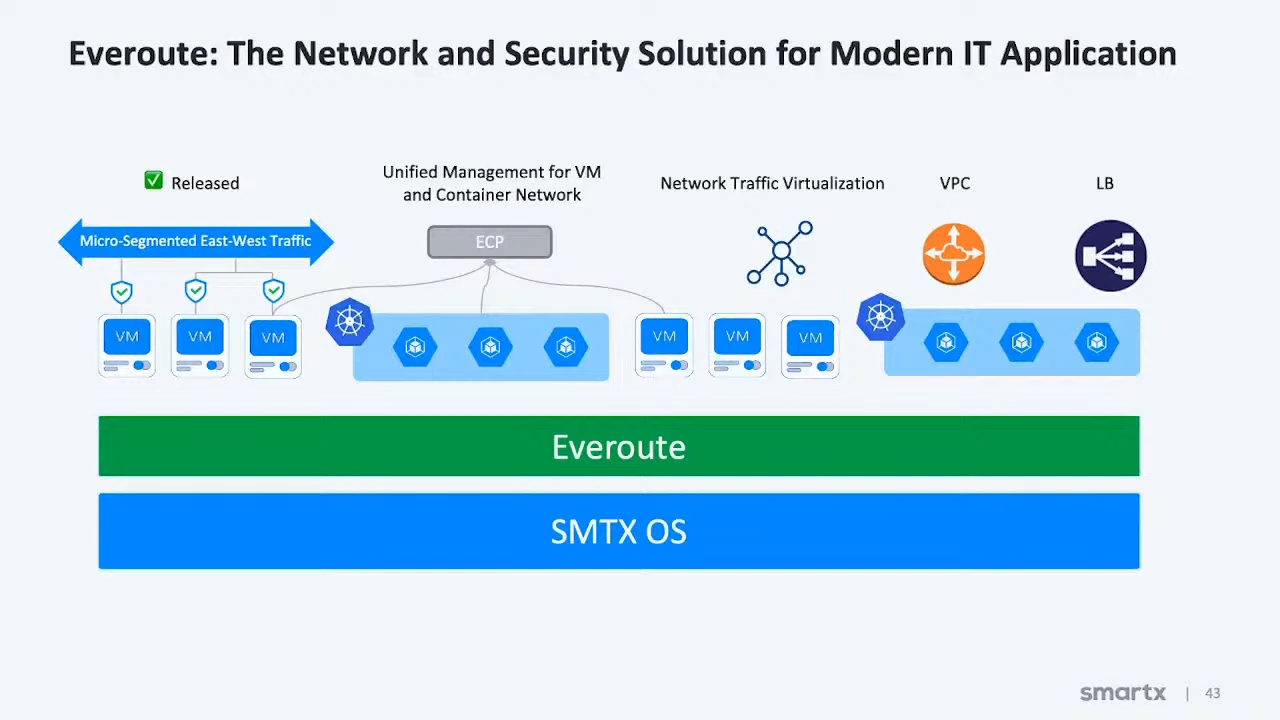 Everoute: The Network and Security Solution for Modern IT Application
Released
Unified Management for VM
and Container Network
Network Traffic Virtualization
VPC
LB
Micro-Segmented East-West Traffic
ECP
VM
VM
VM
VM
VM
VM
Everoute
SMTX OS
smartx | 43